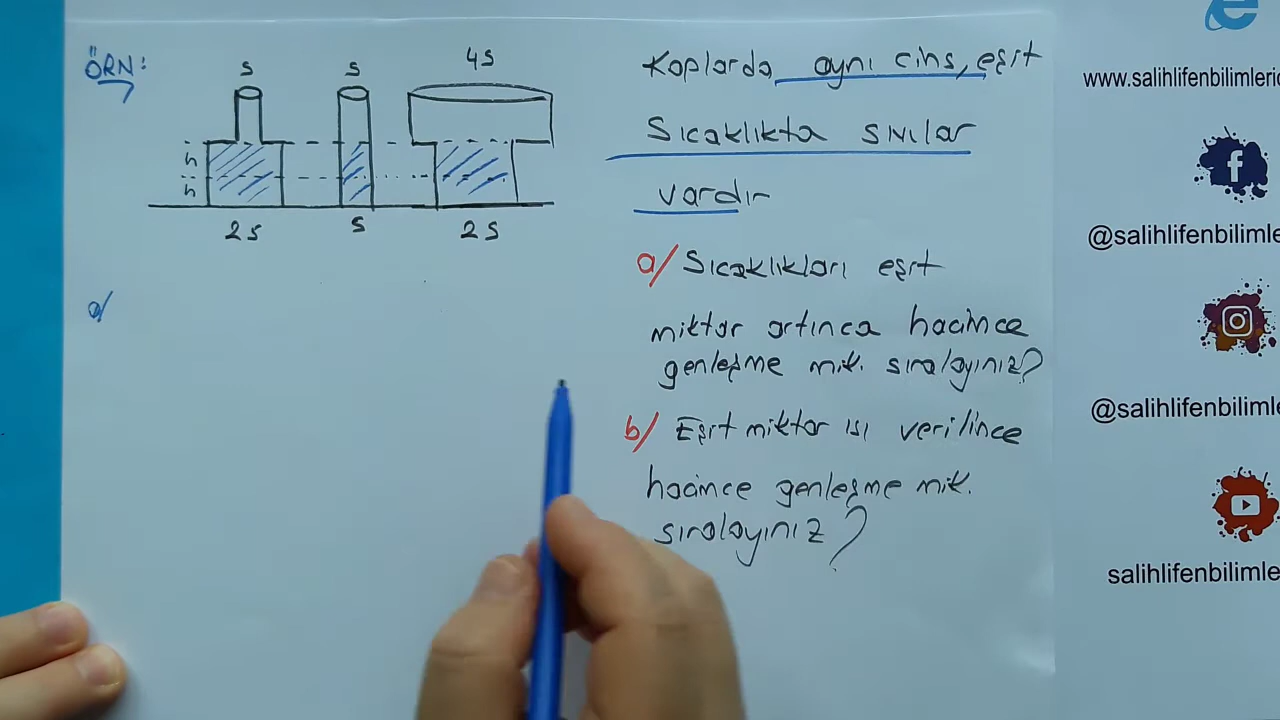 ÖRN:
S
S
4S
h
h
2S
S
2S
a/
Kaplarda aynı cins, eşit
Sıcaklıkta sıvılar
vardır
a/ Sıcaklıkları eşit
miktar artınca hacimce
genleşme mik. sıralayınız?
b/ Eşit miktar ısı verilince
hacimce genleşme mik.
sıralayınız?
www.salihlifenbilimleric
@salihlifenbilimle
@salihlifenbilimle
salihlifenbilimle